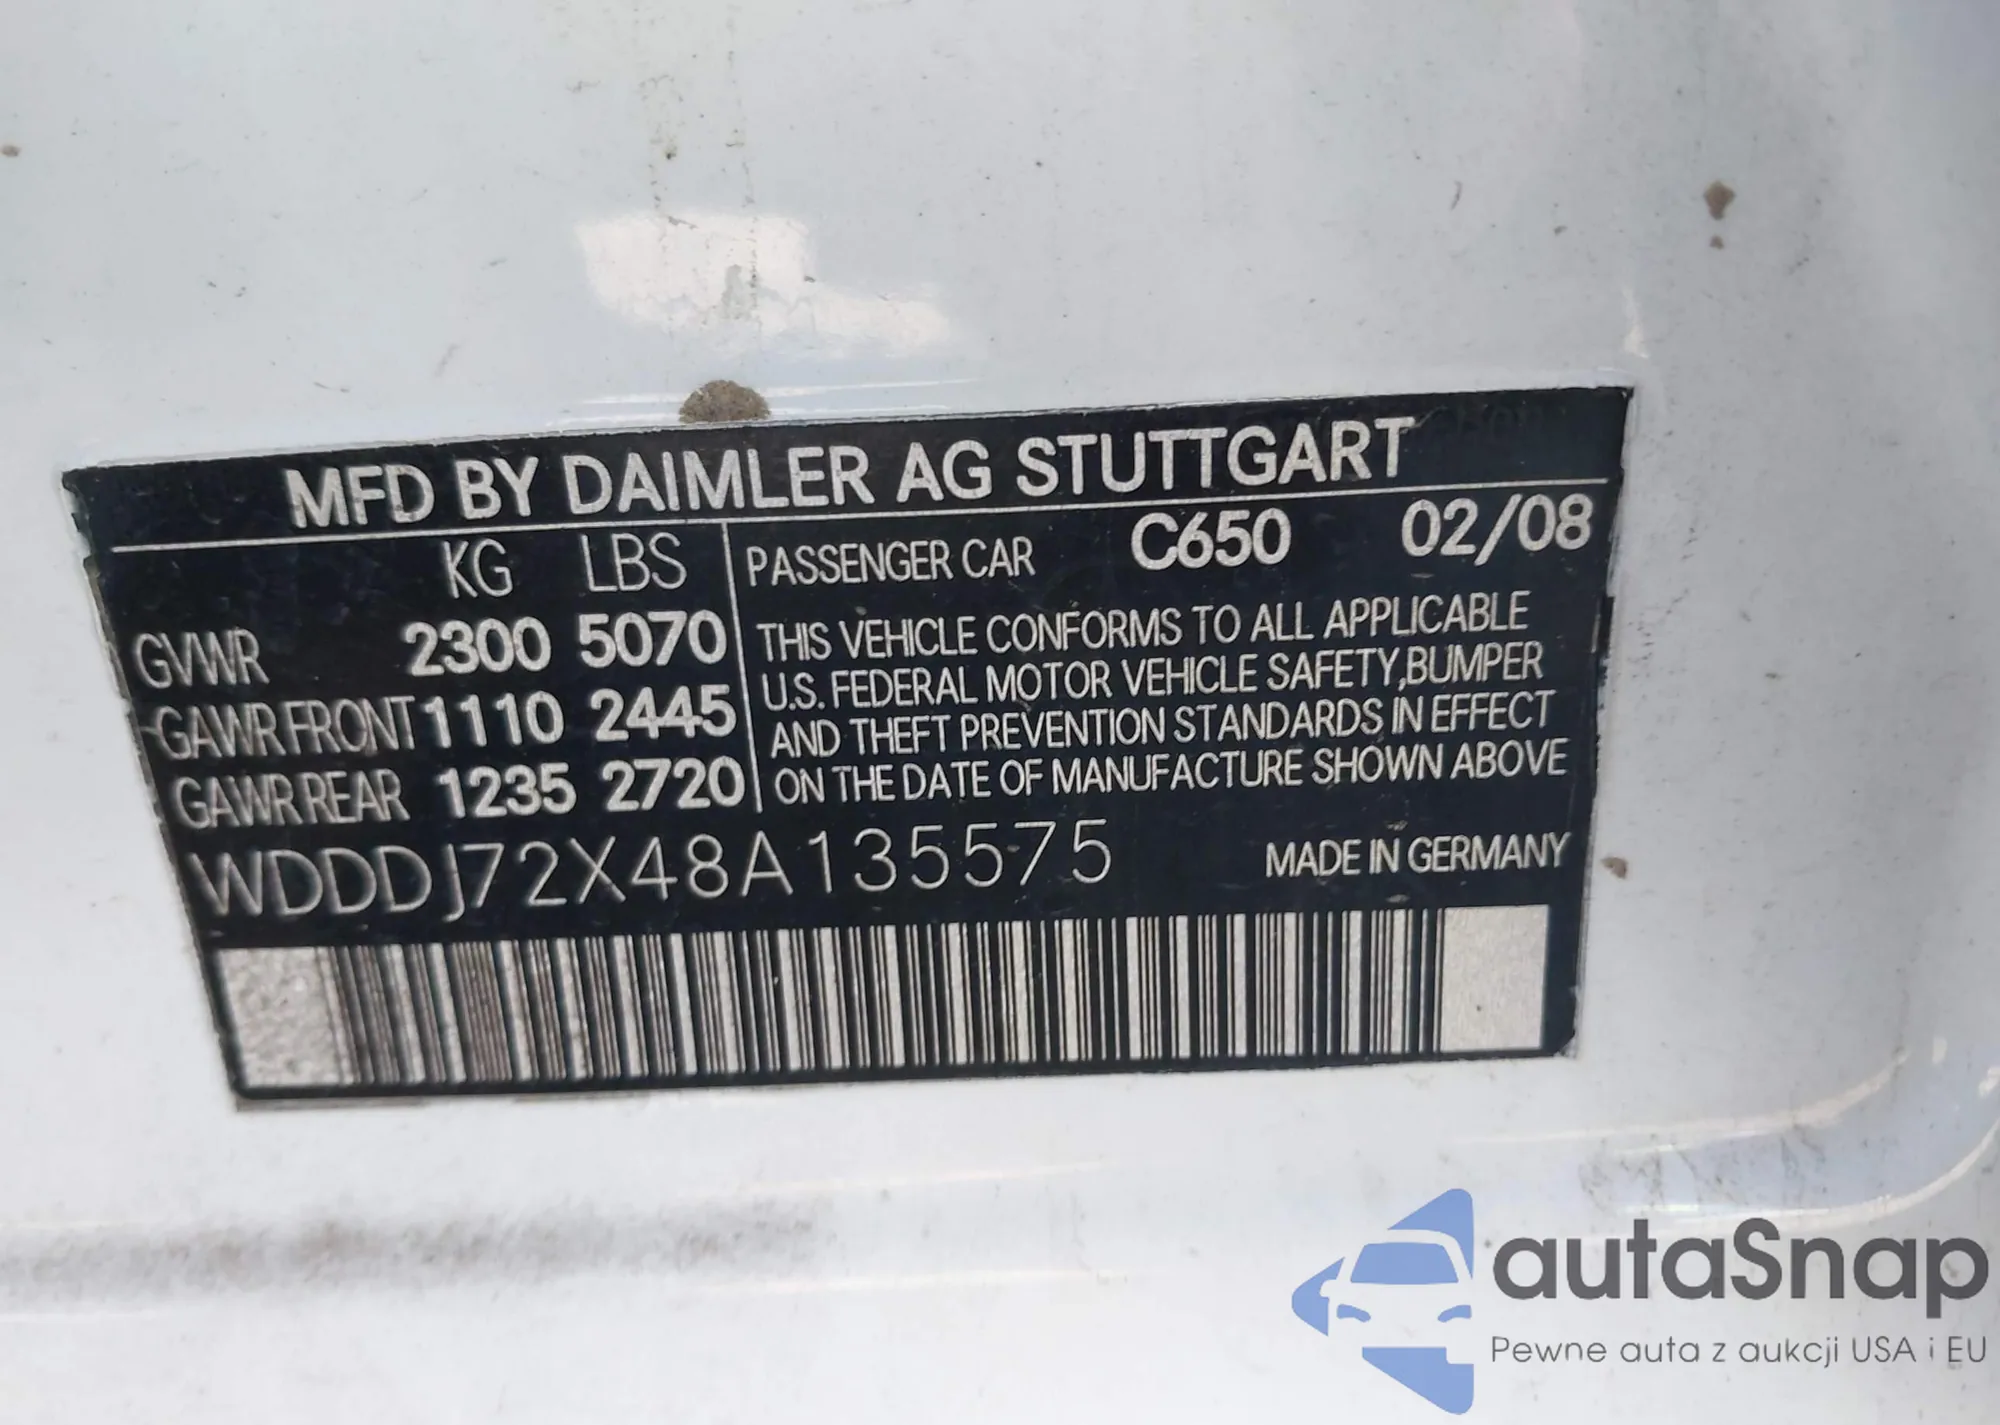 MFD BY DAIMLER AG STUTTGART
KG LBS
GVWR 2300 5070
GAWR FRONT 1110 2445
GAWR REAR 1235 2720
PASSENGER CAR C650 02/08
THIS VEHICLE CONFORMS TO ALL APPLICABLE
U.S. FEDERAL MOTOR VEHICLE SAFETY,BUMPER
AND THEFT PREVENTION STANDARDS IN EFFECT
ON THE DATE OF MANUFACTURE SHOWN ABOVE
WDDDJ72X48A135575
MADE IN GERMANY
autaSnap
Pewne auta z aukcji USA i EU